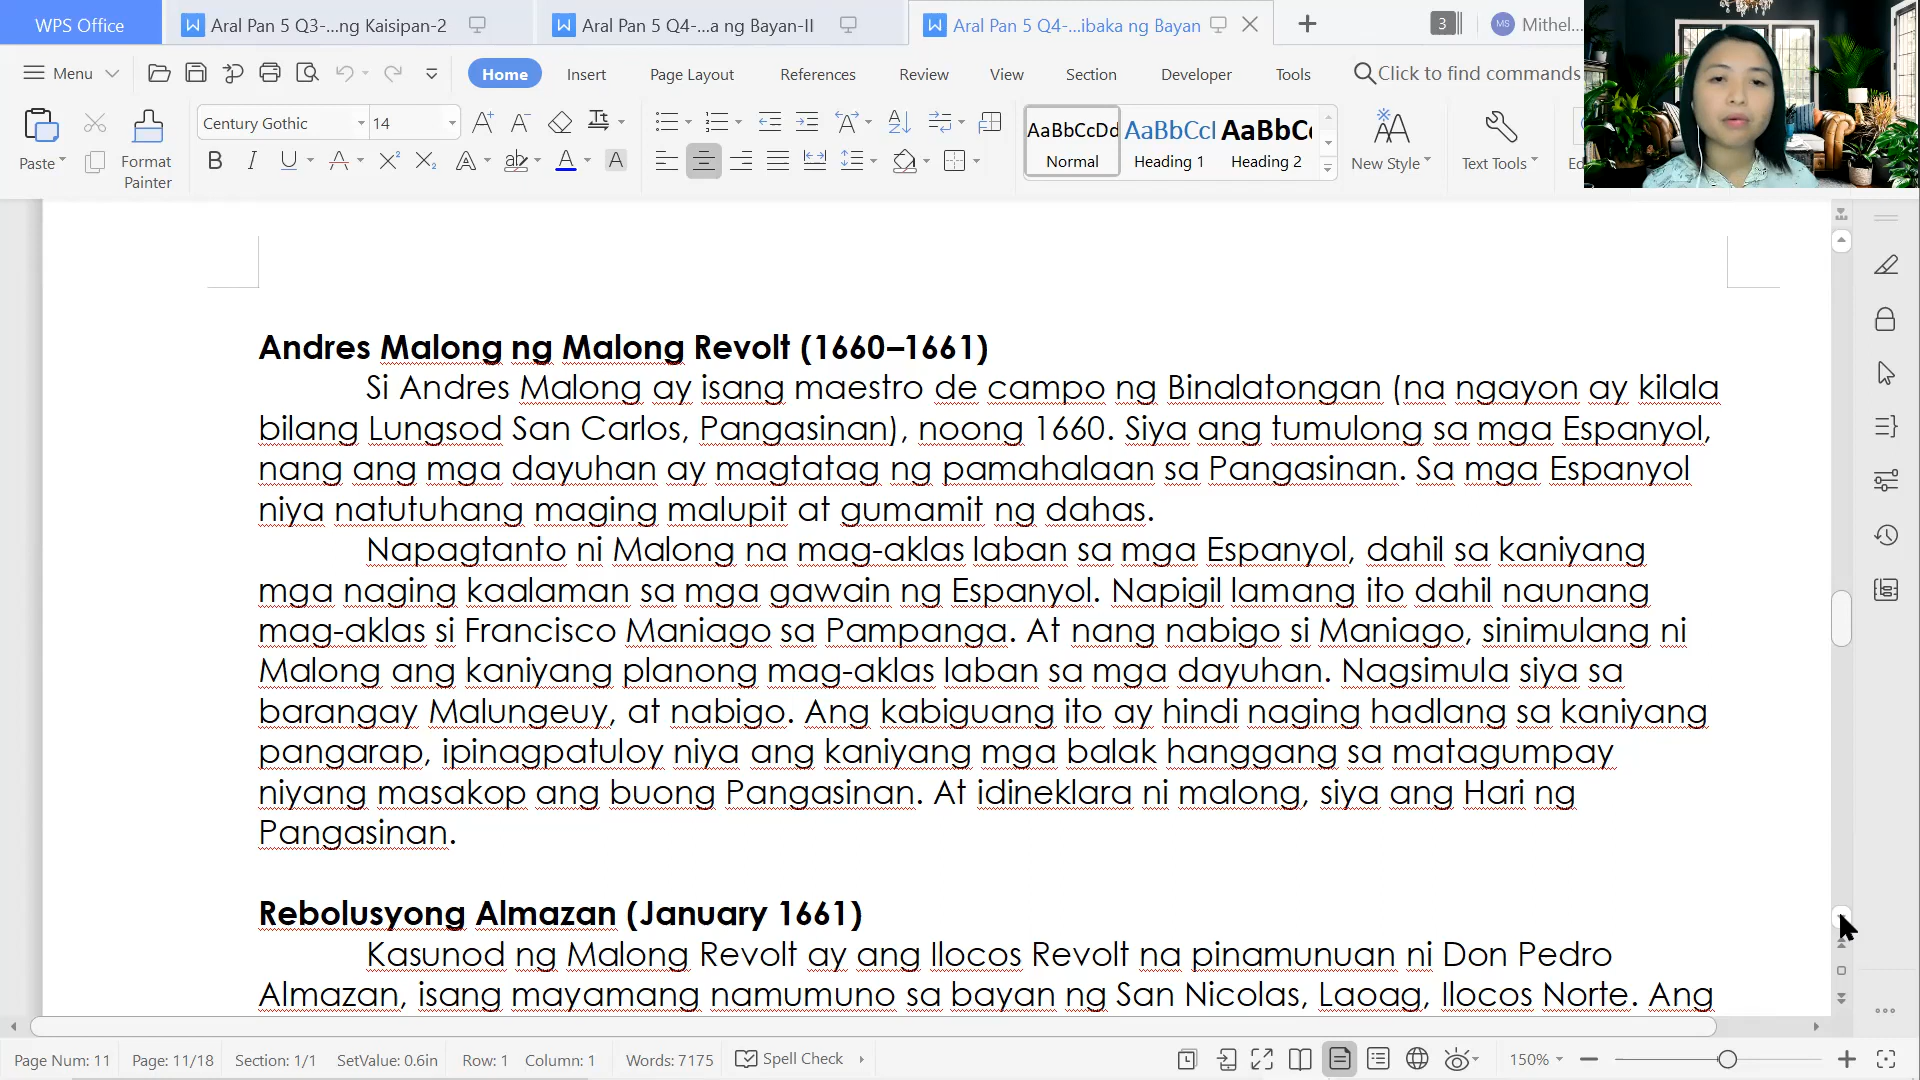 WPS Office
Aral Pan 5 Q3-...ng Kaisipan-2
Aral Pan 5 Q4-...a ng Bayan-II
Aral Pan 5 Q4-...ibaka ng Bayan
3
MS
Mithel...
Menu
Home
Insert
Page Layout
References
Review
View
Section
Developer
Tools
Click to find commands
Paste
Format
Painter
Century Gothic
14
AaBbCcDd
Normal
AaBbCcI
Heading 1
AaBbCc
Heading 2
New Style
Text Tools
Andres Malong ng Malong Revolt (1660–1661)
Si Andres Malong ay isang maestro de campo ng Binalatongan (na ngayon ay kilala
bilang Lungsod San Carlos, Pangasinan), noong 1660. Siya ang tumulong sa mga Espanyol,
nang ang mga dayuhan ay magtatag ng pamahalaan sa Pangasinan. Sa mga Espanyol
niya natutuhang maging malupit at gumamit ng dahas.
Napagtanto ni Malong na mag-aklas laban sa mga Espanyol, dahil sa kaniyang
mga naging kadlaman sa mga gawain ng Espanyol. Napigil lamang ito dahil naunang
mag-aklas si Francisco Maniago sa Pampanga. At nang nabigo si Maniago, sinimulang ni
Malong ang kaniyang planong mag-aklas laban sa mga dayuhan. Nagsimula siya sa
barangay Malungeuy, at nabigo. Ang kabiguang ito ay hindi naging hadlang sa kaniyang
pangarap, ipinagpatuloy niya ang kaniyang mga balak hanggang sa matagumpay
niyang masakop ang buong Pangasinan. At idineklara ni malong, siya ang Hari ng
Pangasinan.
Rebolusyong Almazan (January 1661)
Kasunod ng Malong Revolt ay ang Ilocos Revolt na pinamunuan ni Don Pedro
Almazan, isang mayamang namumuno sa bayan ng San Nicolas, Laoag, Ilocos Norte. Ang
Page Num: 11
Page: 11/18
Section: 1/1
SetValue: 0.6in
Row: 1
Column: 1
Words: 7175
Spell Check
150%